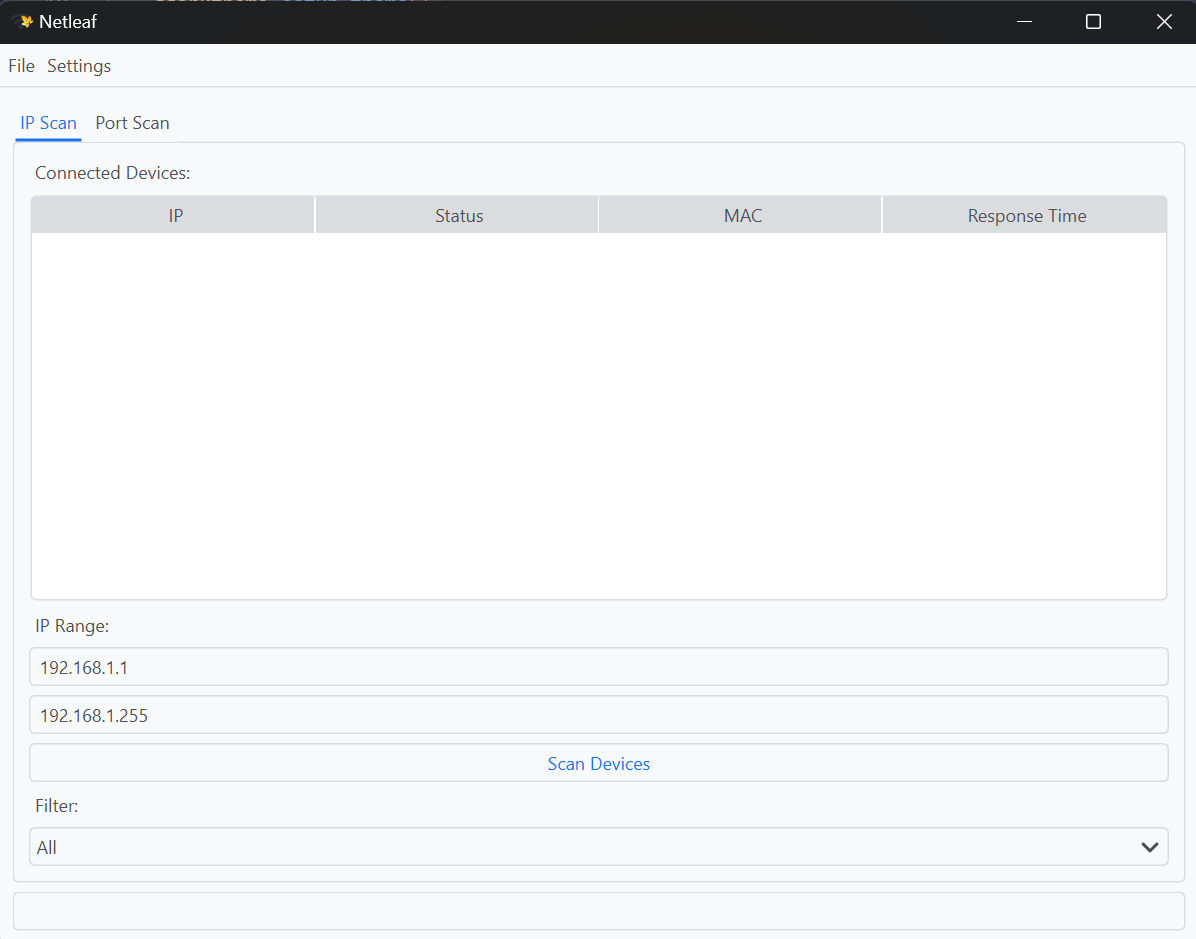 Netleaf
File Settings
IP Scan Port Scan
Connected Devices:
IP Status MAC Response Time
IP Range:
192.168.1.1
192.168.1.255
Scan Devices
Filter:
All